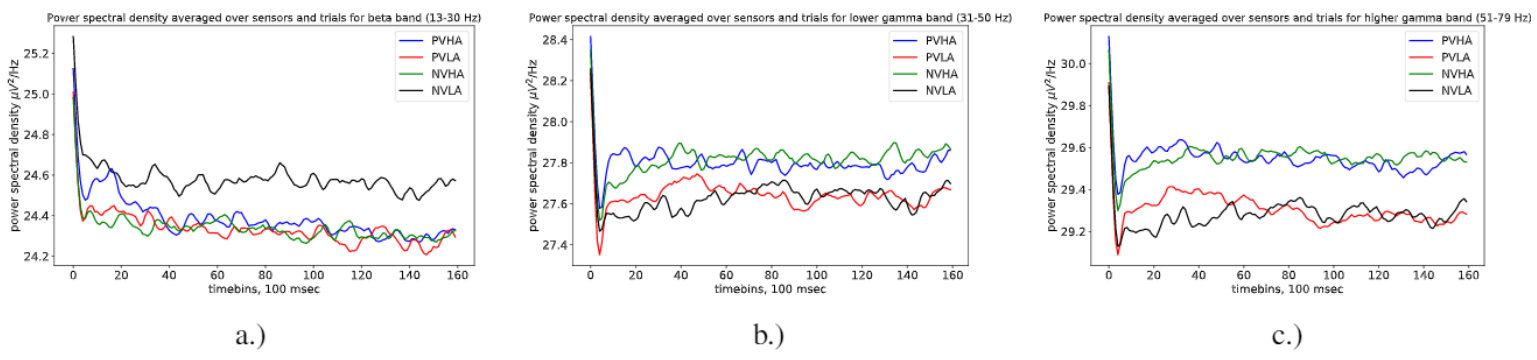 Power spectral density averaged over sensors and trials for beta band (13-30 Hz)
power spectral density μV²/Hz
25.2
25.0
24.8
24.6
24.4
24.2
PVHA
PVLA
NVHA
NVLA
0 20 40 60 80 100 120 140 160
timebins, 100 msec
a.)
Power spectral density averaged over sensors and trials for lower gamma band (31-50 Hz)
power spectral density μV²/Hz
28.4
28.2
28.0
27.8
27.6
27.4
PVHA
PVLA
NVHA
NVLA
0 20 40 60 80 100 120 140 160
timebins, 100 msec
b.)
Power spectral density averaged over sensors and trials for higher gamma band (51-79 Hz)
power spectral density μV²/Hz
30.0
29.8
29.6
29.4
29.2
PVHA
PVLA
NVHA
NVLA
0 20 40 60 80 100 120 140 160
timebins, 100 msec
c.)